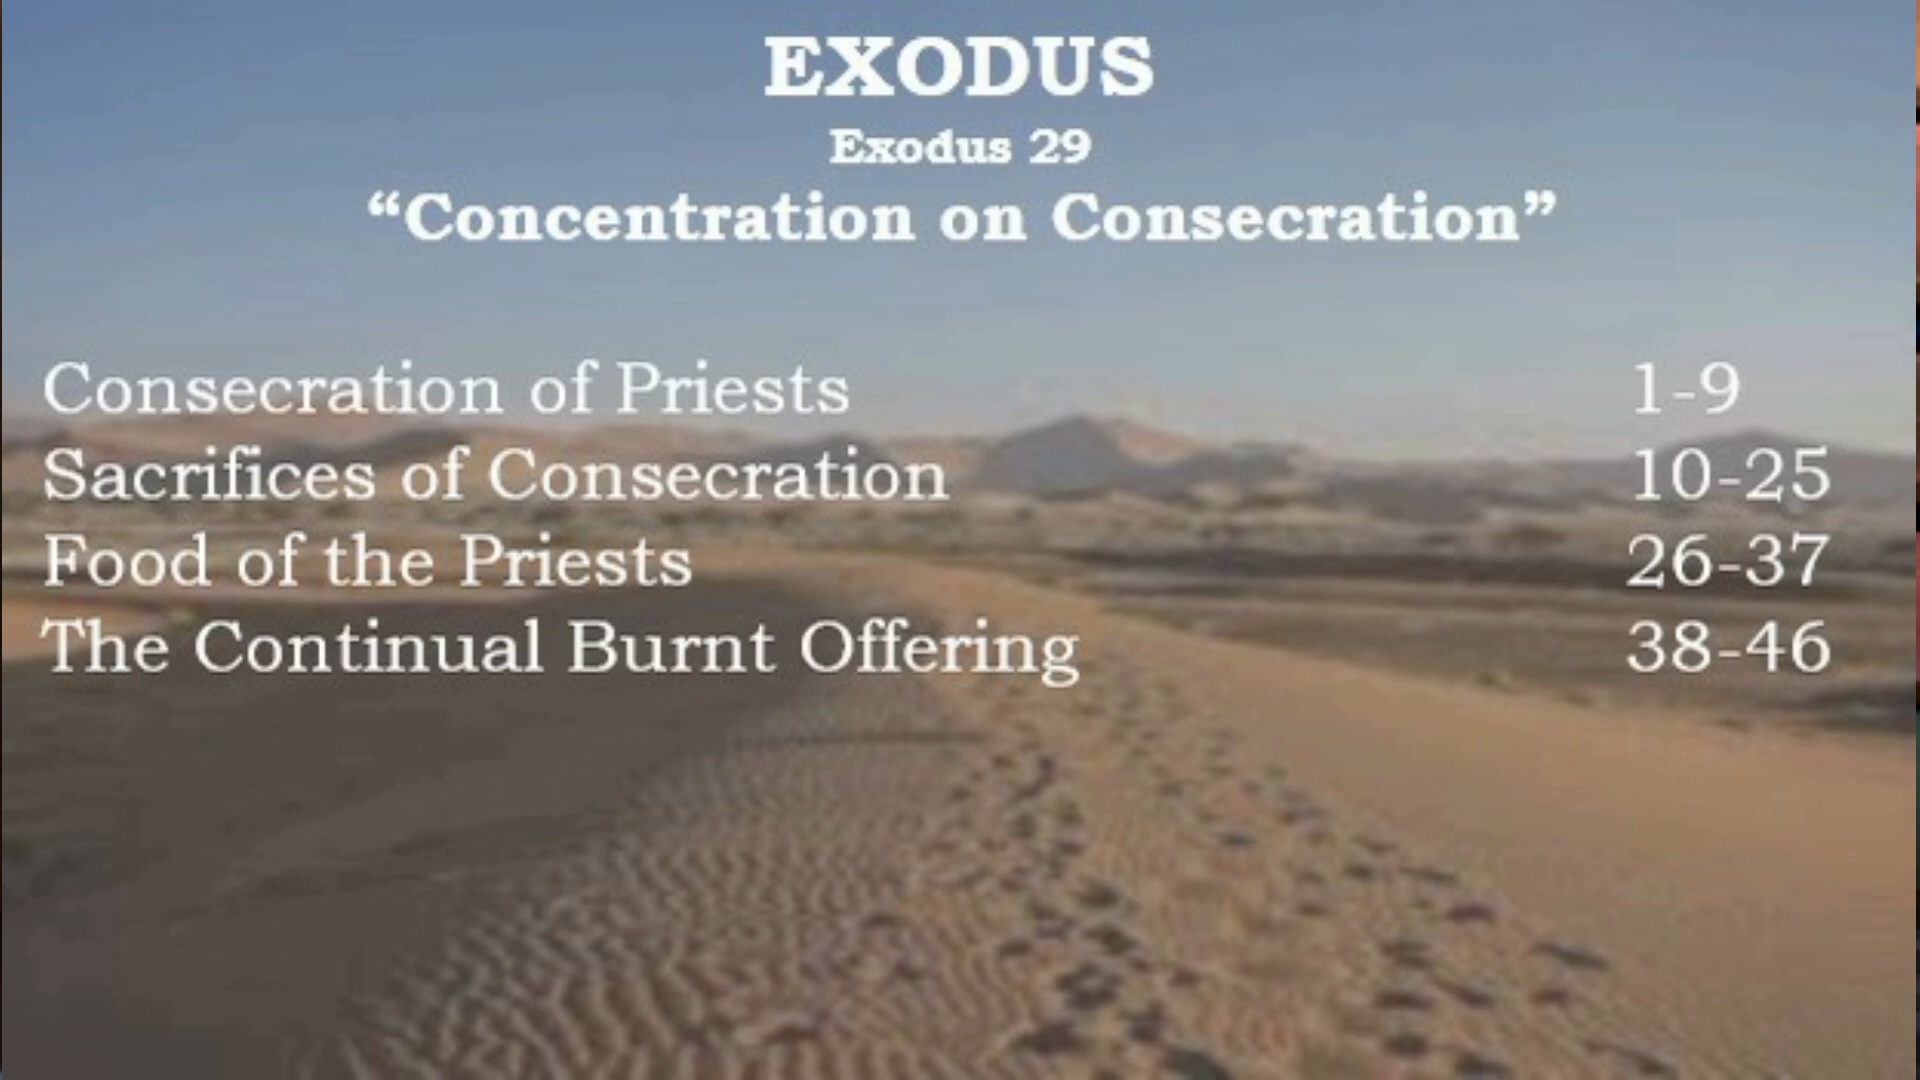 EXODUS
Exodus 29
“Concentration on Consecration”
Consecration of Priests 1-9
Sacrifices of Consecration 10-25
Food of the Priests 26-37
The Continual Burnt Offering 38-46